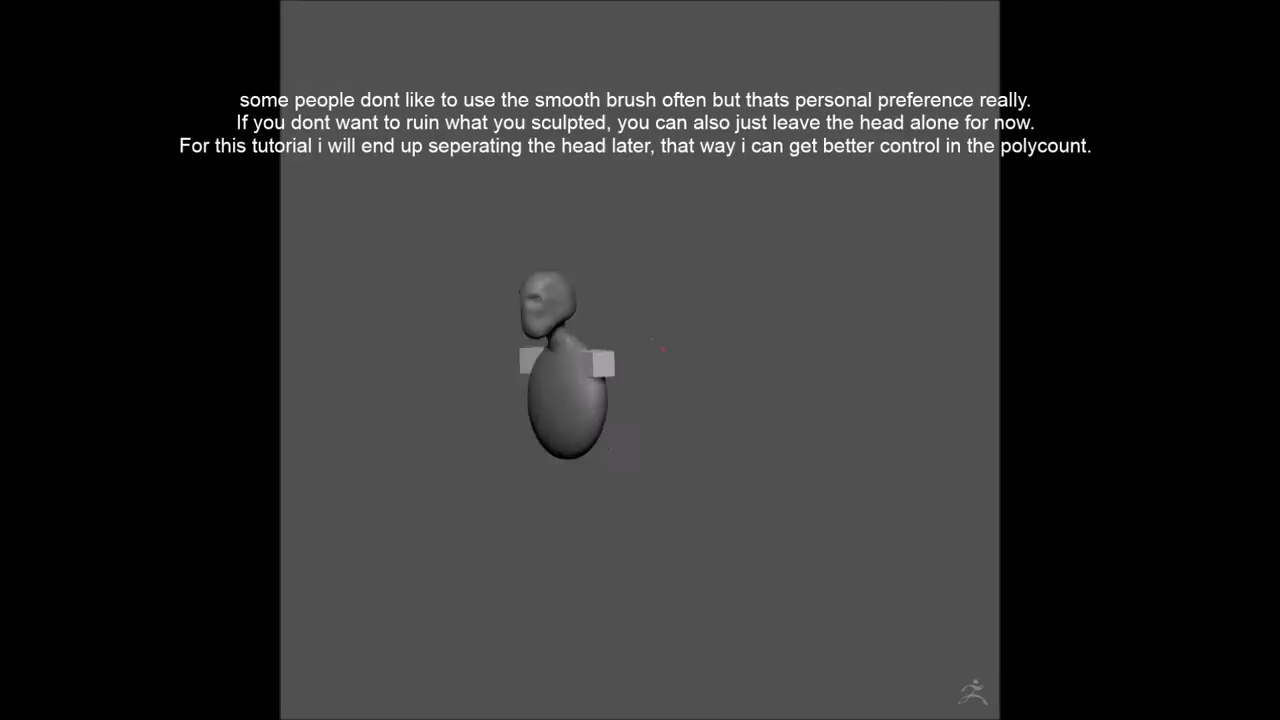 some people dont like to use the smooth brush often but thats personal preference really.
If you dont want to ruin what you sculpted, you can also just leave the head alone for now.
For this tutorial i will end up seperating the head later, that way i can get better control in the polycount.